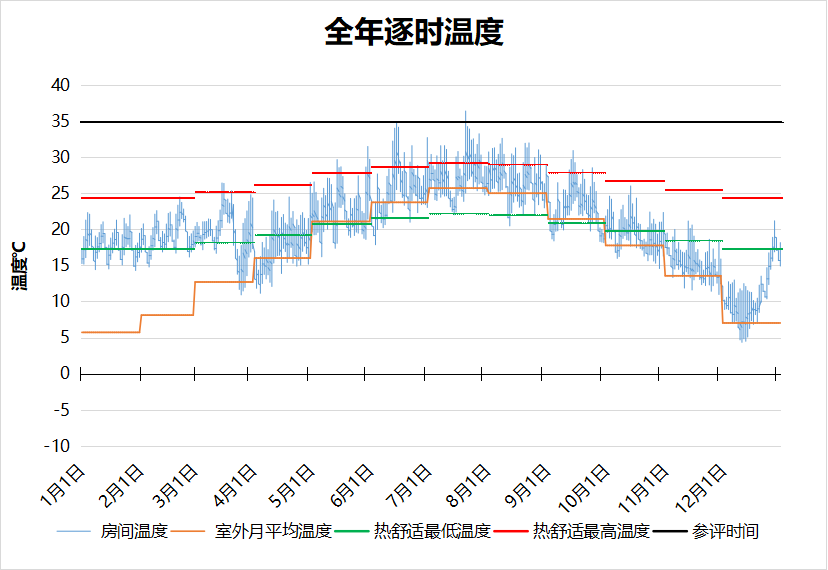 全年逐时温度
温度℃
40
35
30
25
20
15
10
5
0
-5
-10
1月1日
2月1日
3月1日
4月1日
5月1日
6月1日
7月1日
8月1日
9月1日
10月1日
11月1日
12月1日
房间温度 室外月平均温度 热舒适最低温度 热舒适最高温度 参评时间